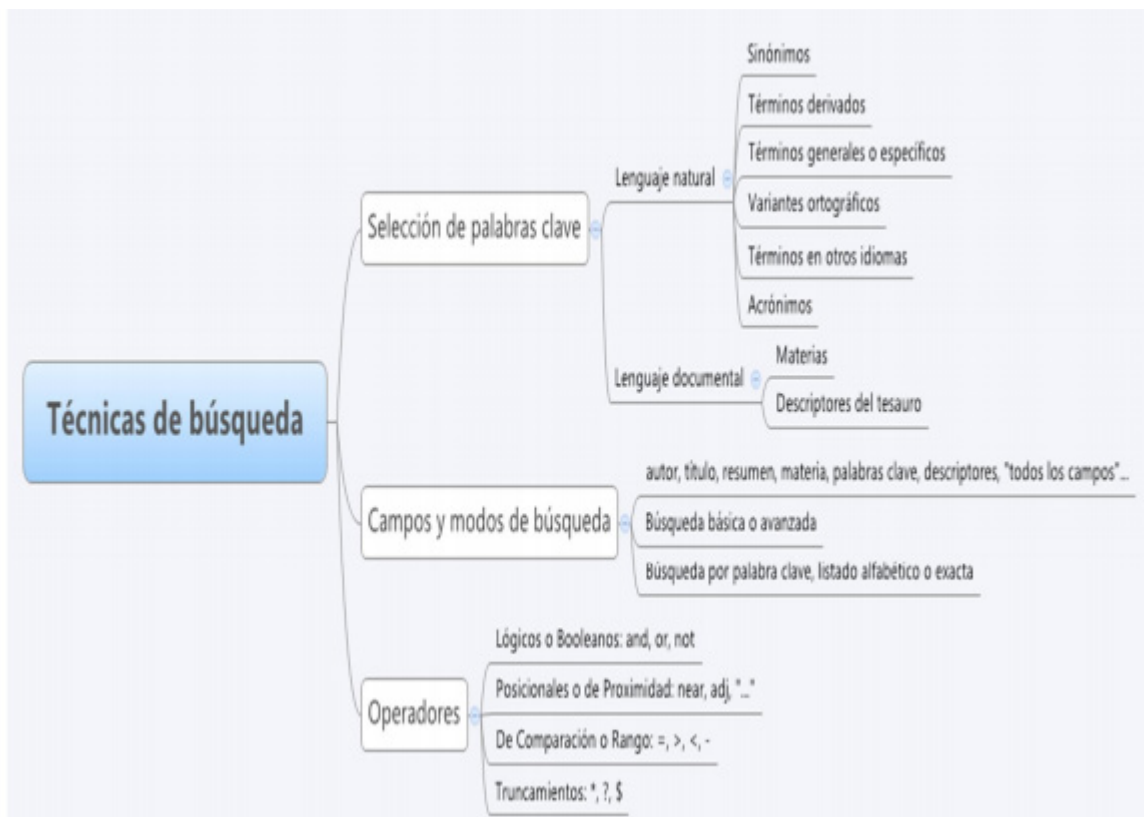 Técnicas de búsqueda
Selección de palabras clave
Lenguaje natural
Sinónimos
Términos derivados
Términos generales o específicos
Variantes ortográficos
Términos en otros idiomas
Acrónimos
Lenguaje documental
Materias
Descriptores del tesauro
Campos y modos de búsqueda
autor, título, resumen, materia, palabras clave, descriptores, "todos los campos"...
Búsqueda básica o avanzada
Búsqueda por palabra clave, listado alfabético o exacta
Operadores
Lógicos o Booleanos: and, or, not
Posicionales o de Proximidad: near, adj, "..."
De Comparación o Rango: =, >, <, -
Truncamientos: *, ?, $